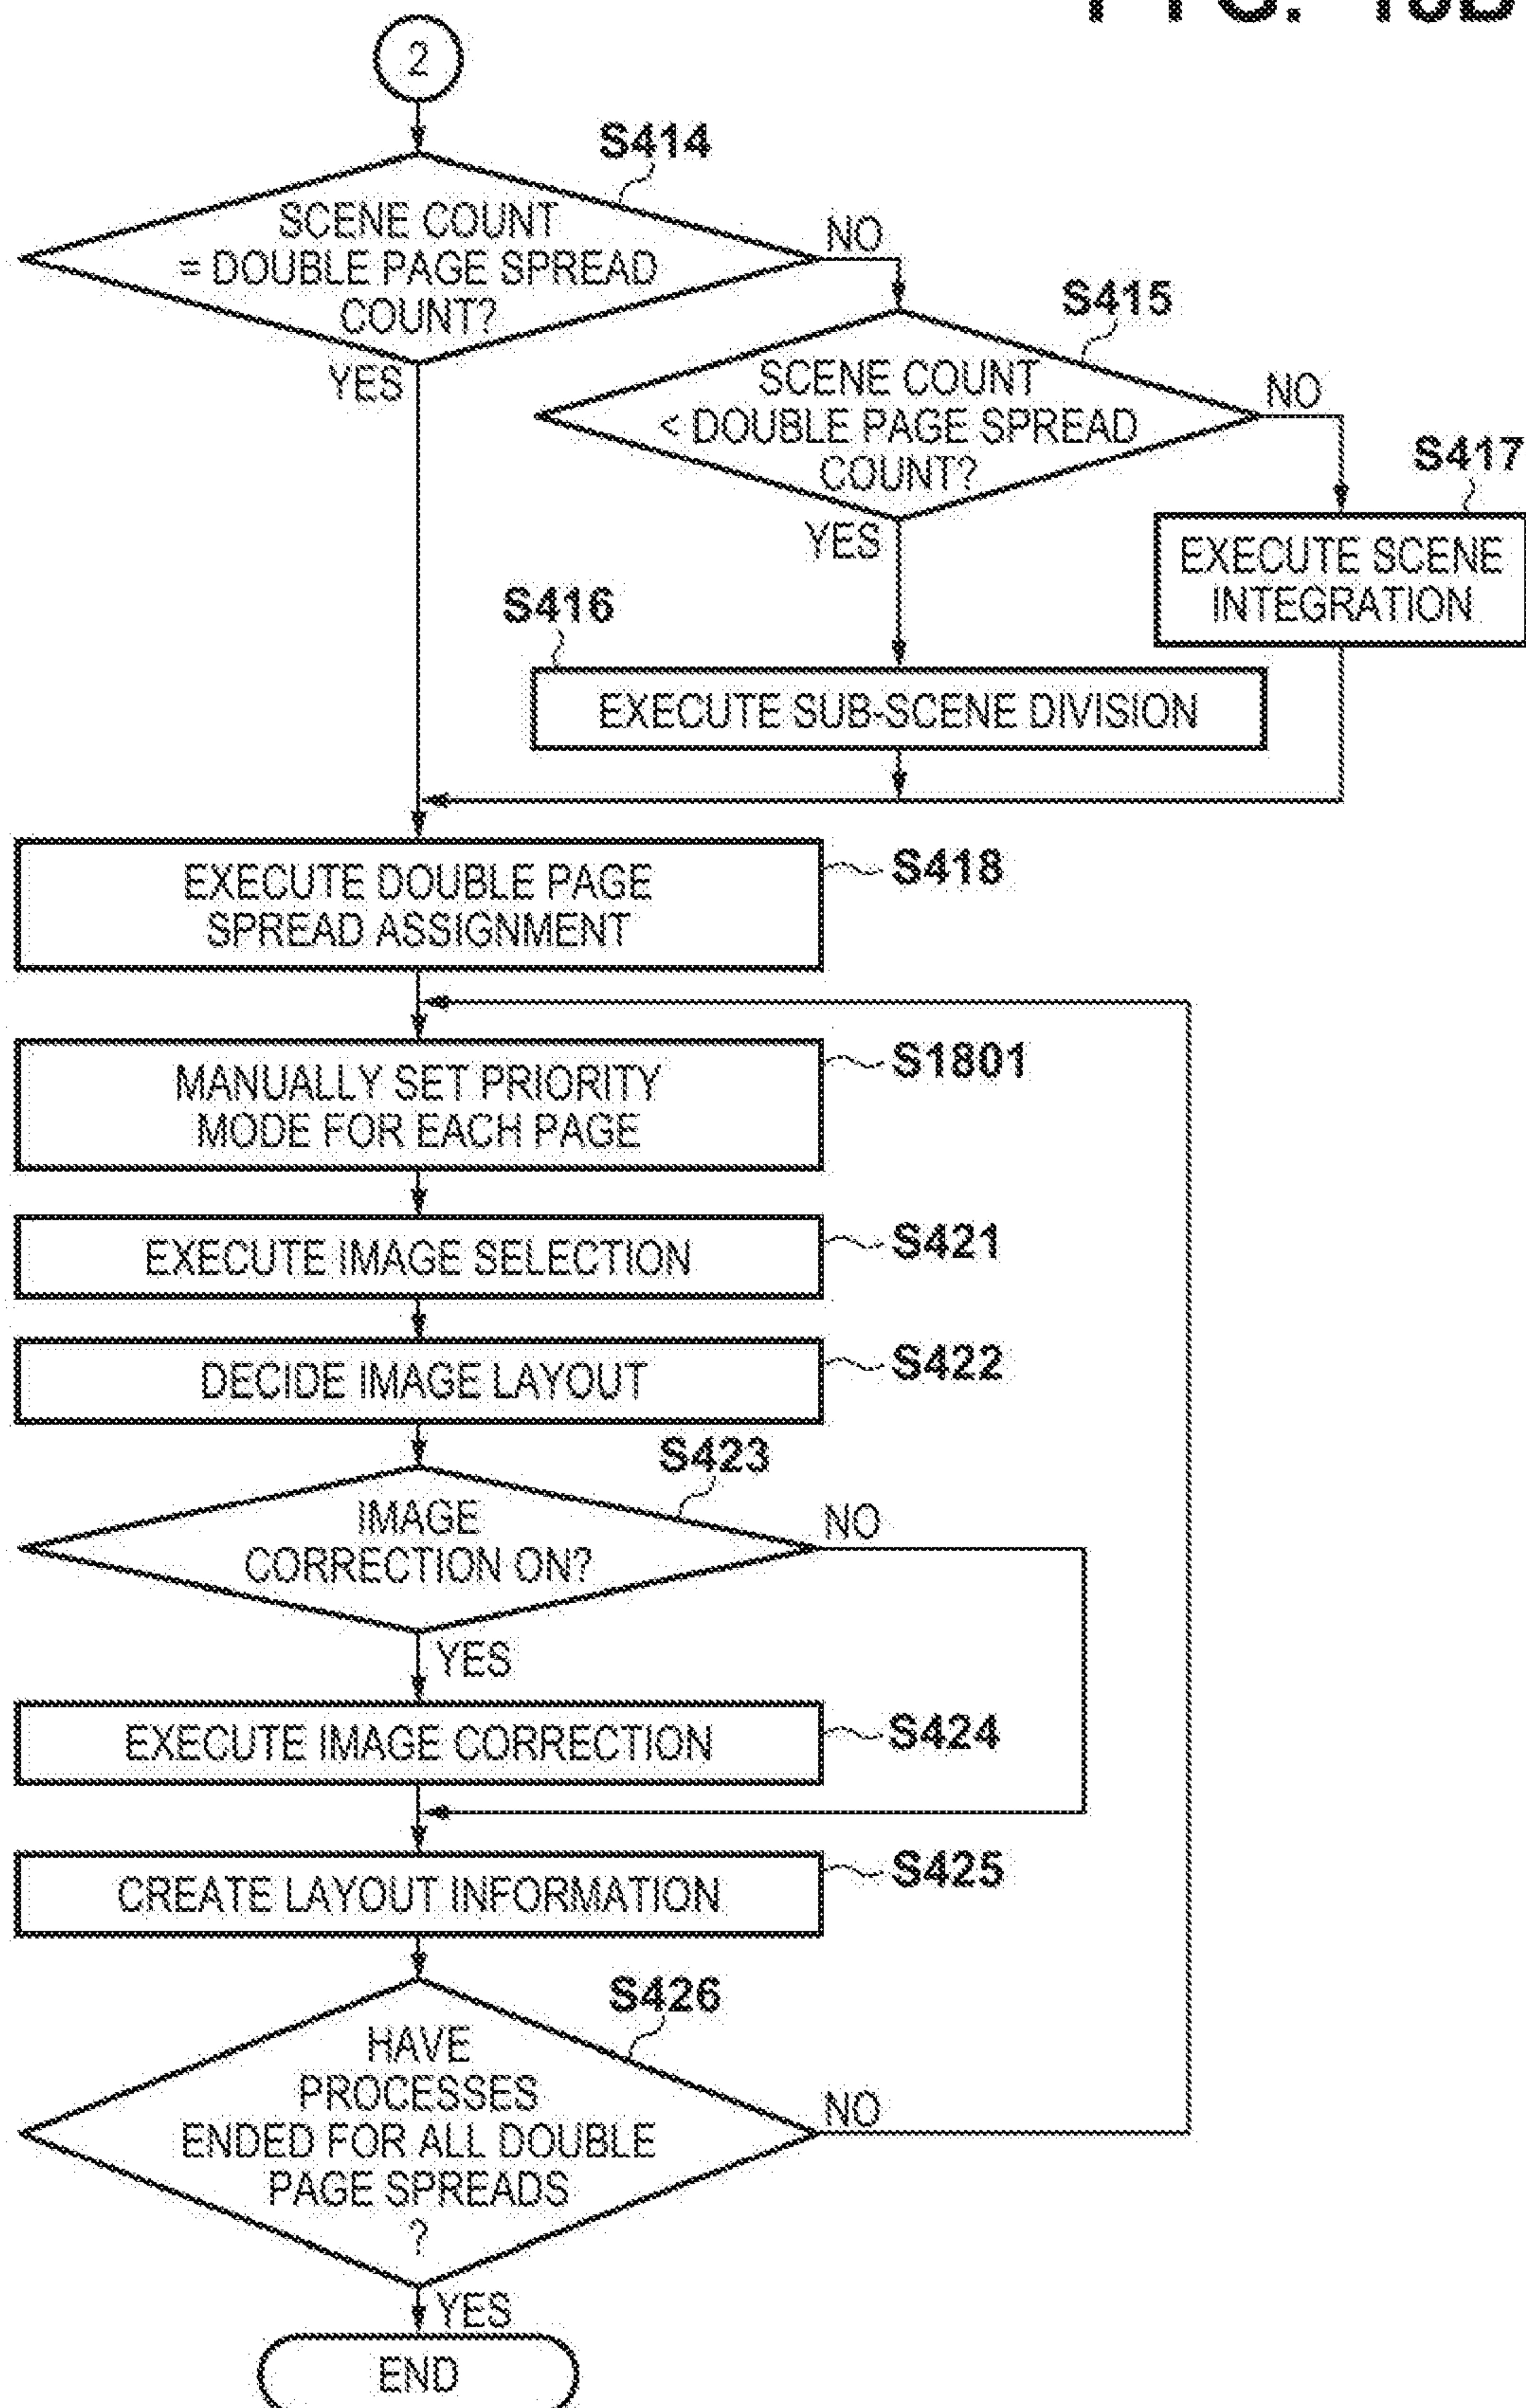 2
S414
SCENE COUNT
= DOUBLE PAGE SPREAD
COUNT?
NO
YES
S415
SCENE COUNT
< DOUBLE PAGE SPREAD
COUNT?
NO
YES
S417
EXECUTE SCENE
INTEGRATION
S416
EXECUTE SUB-SCENE DIVISION
EXECUTE DOUBLE PAGE
SPREAD ASSIGNMENT
S418
MANUALLY SET PRIORITY
MODE FOR EACH PAGE
S1801
EXECUTE IMAGE SELECTION
S421
DECIDE IMAGE LAYOUT
S422
S423
IMAGE
CORRECTION ON?
NO
YES
EXECUTE IMAGE CORRECTION
S424
CREATE LAYOUT INFORMATION
S425
S426
HAVE
PROCESSES
ENDED FOR ALL DOUBLE
PAGE SPREADS
?
NO
YES
END